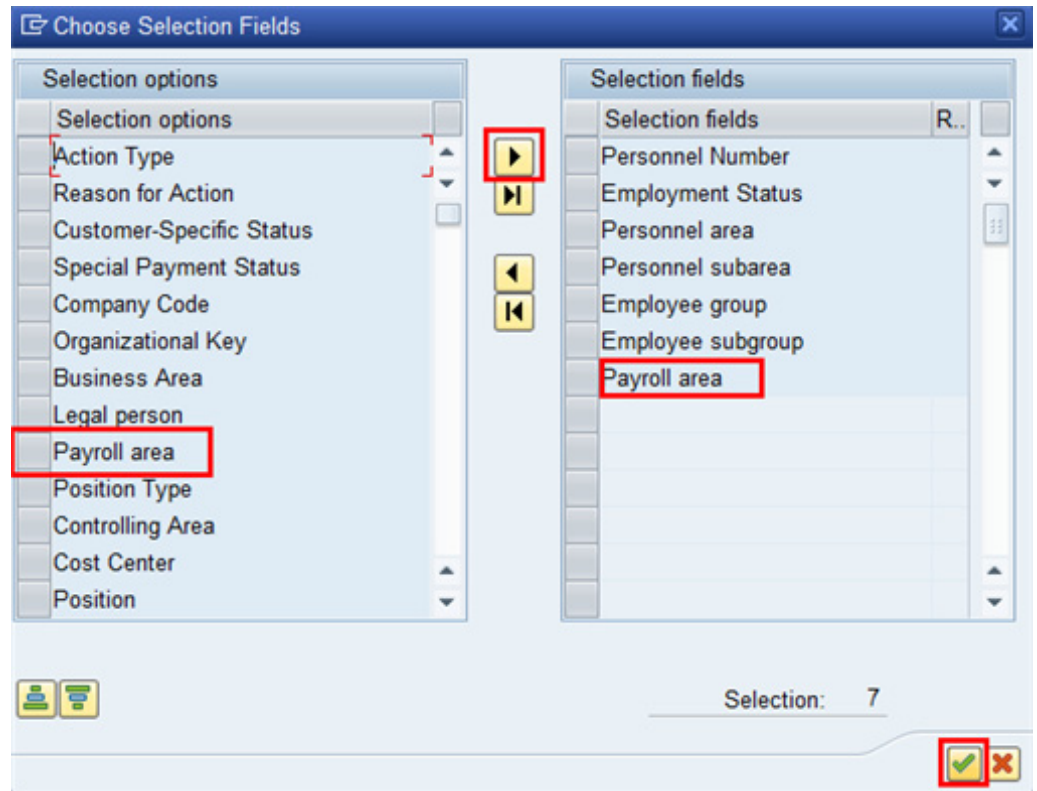 Choose Selection Fields
Selection options
Selection options
Action Type
Reason for Action
Customer-Specific Status
Special Payment Status
Company Code
Organizational Key
Business Area
Legal person
Payroll area
Position Type
Controlling Area
Cost Center
Position
Selection fields
Selection fields R..
Personnel Number
Employment Status
Personnel area
Personnel subarea
Employee group
Employee subgroup
Payroll area
Selection: 7